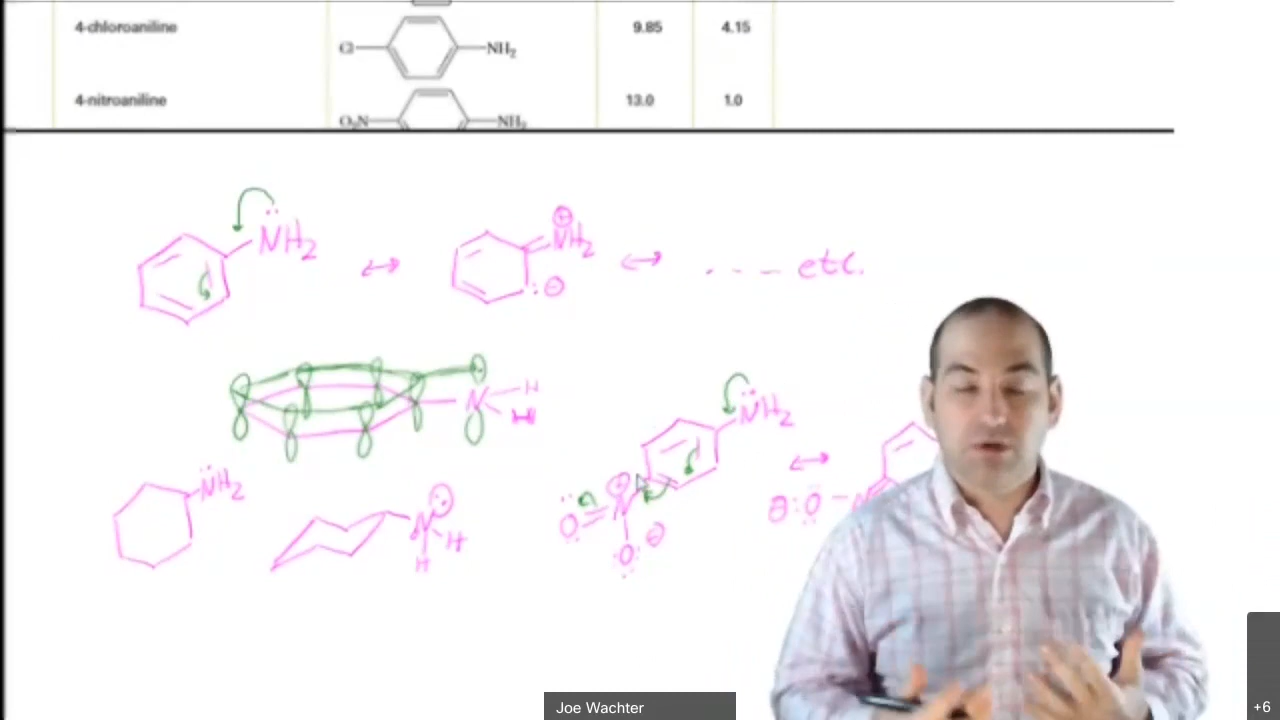 4-chloroaniline Cl NH2 9.85 4.15
4-nitroaniline O2N NH2 13.0 1.0
NH2 ↔ ⊕ NH2 :⊖ ↔ .---- etc.
N H
H
NH2
NH2
N H
H
O N ⊕
O ⊖
↔ ⊖ :O
Joe Wachter
+6